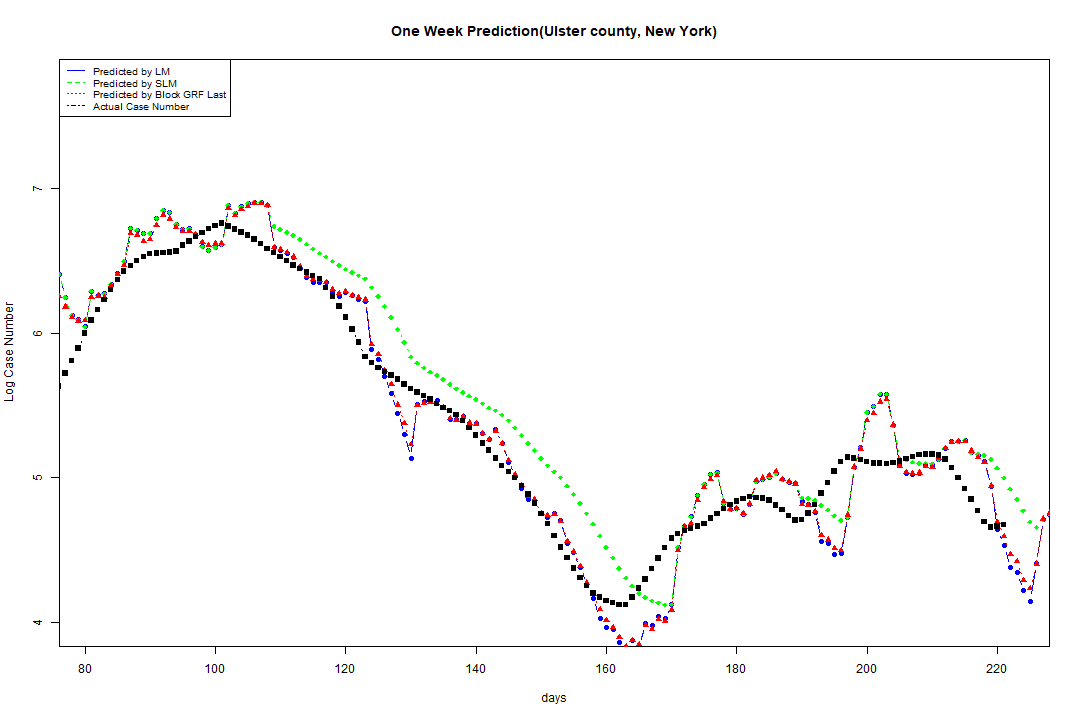 One Week Prediction(Ulster county, New York)
Predicted by LM
Predicted by SLM
Predicted by Block GRF Last
Actual Case Number
Log Case Number
7
6
5
4
80 100 120 140 160 180 200 220
days